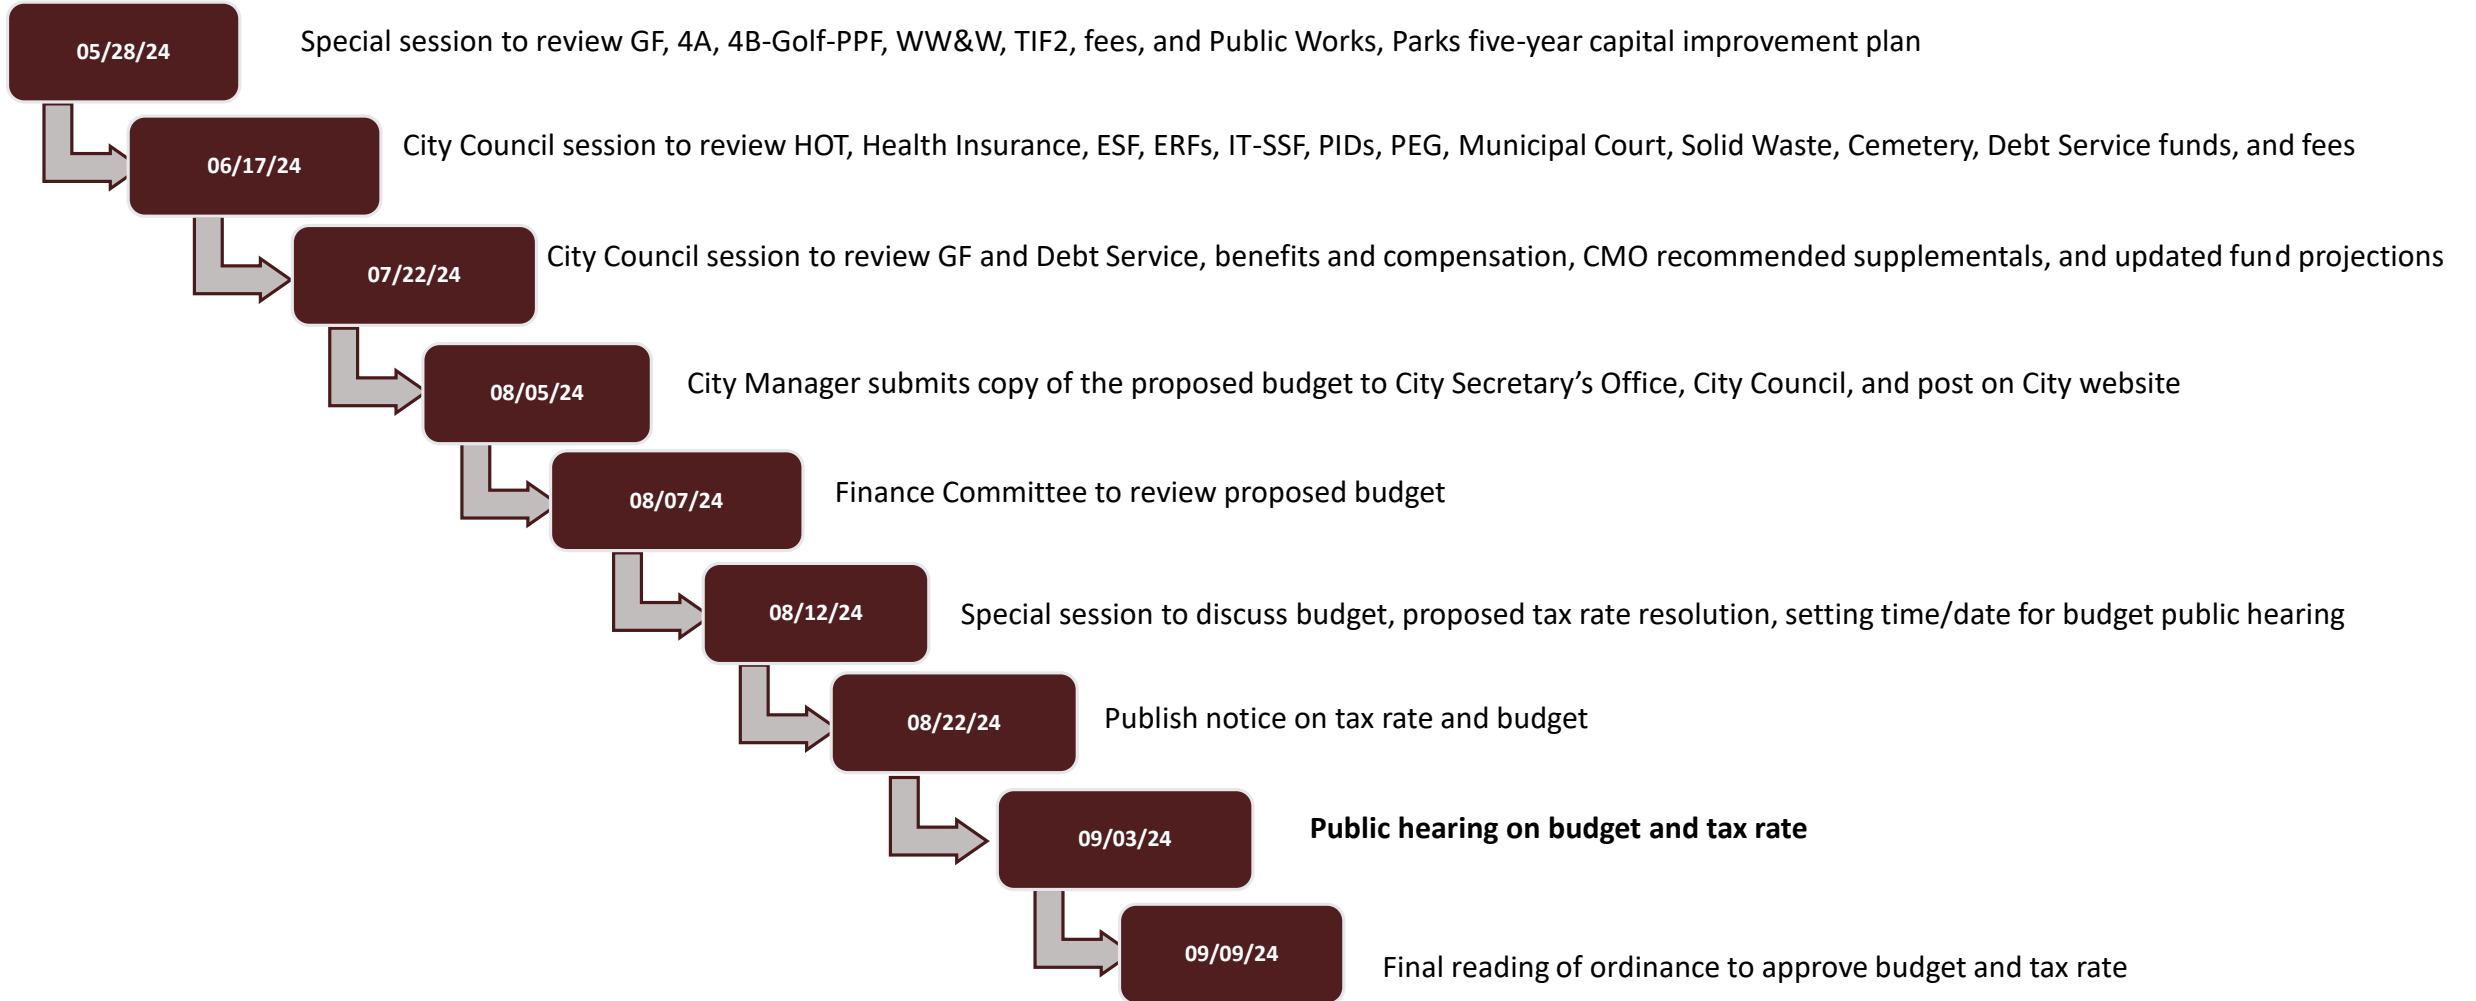 05/28/24
Special session to review GF, 4A, 4B-Golf-PPF, WW&W, TIF2, fees, and Public Works, Parks five-year capital improvement plan
06/17/24
City Council session to review HOT, Health Insurance, ESF, ERFs, IT-SSF, PIDs, PEG, Municipal Court, Solid Waste, Cemetery, Debt Service funds, and fees
07/22/24
City Council session to review GF and Debt Service, benefits and compensation, CMO recommended supplementals, and updated fund projections
08/05/24
City Manager submits copy of the proposed budget to City Secretary’s Office, City Council, and post on City website
08/07/24
Finance Committee to review proposed budget
08/12/24
Special session to discuss budget, proposed tax rate resolution, setting time/date for budget public hearing
08/22/24
Publish notice on tax rate and budget
09/03/24
Public hearing on budget and tax rate
09/09/24
Final reading of ordinance to approve budget and tax rate